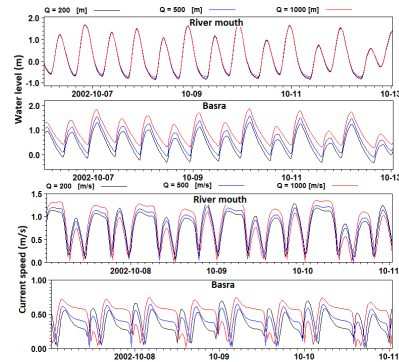 Q = 200 [m] Q = 500 [m] Q = 1000 [m]
River mouth
2.0
1.0
0.0
-1.0
2002-10-07 10-09 10-11 10-13
Water level (m)
Basra
2.0
1.0
0.0
2002-10-07 10-09 10-11 10-13
Q = 200 [m/s] Q = 500 [m/s] Q = 1000 [m/s]
River mouth
1.5
1.0
0.5
0.0
2002-10-08 10-09 10-10 10-11
Current speed (m/s)
Basra
1.00
0.50
0.00
2002-10-08 10-09 10-10 10-11